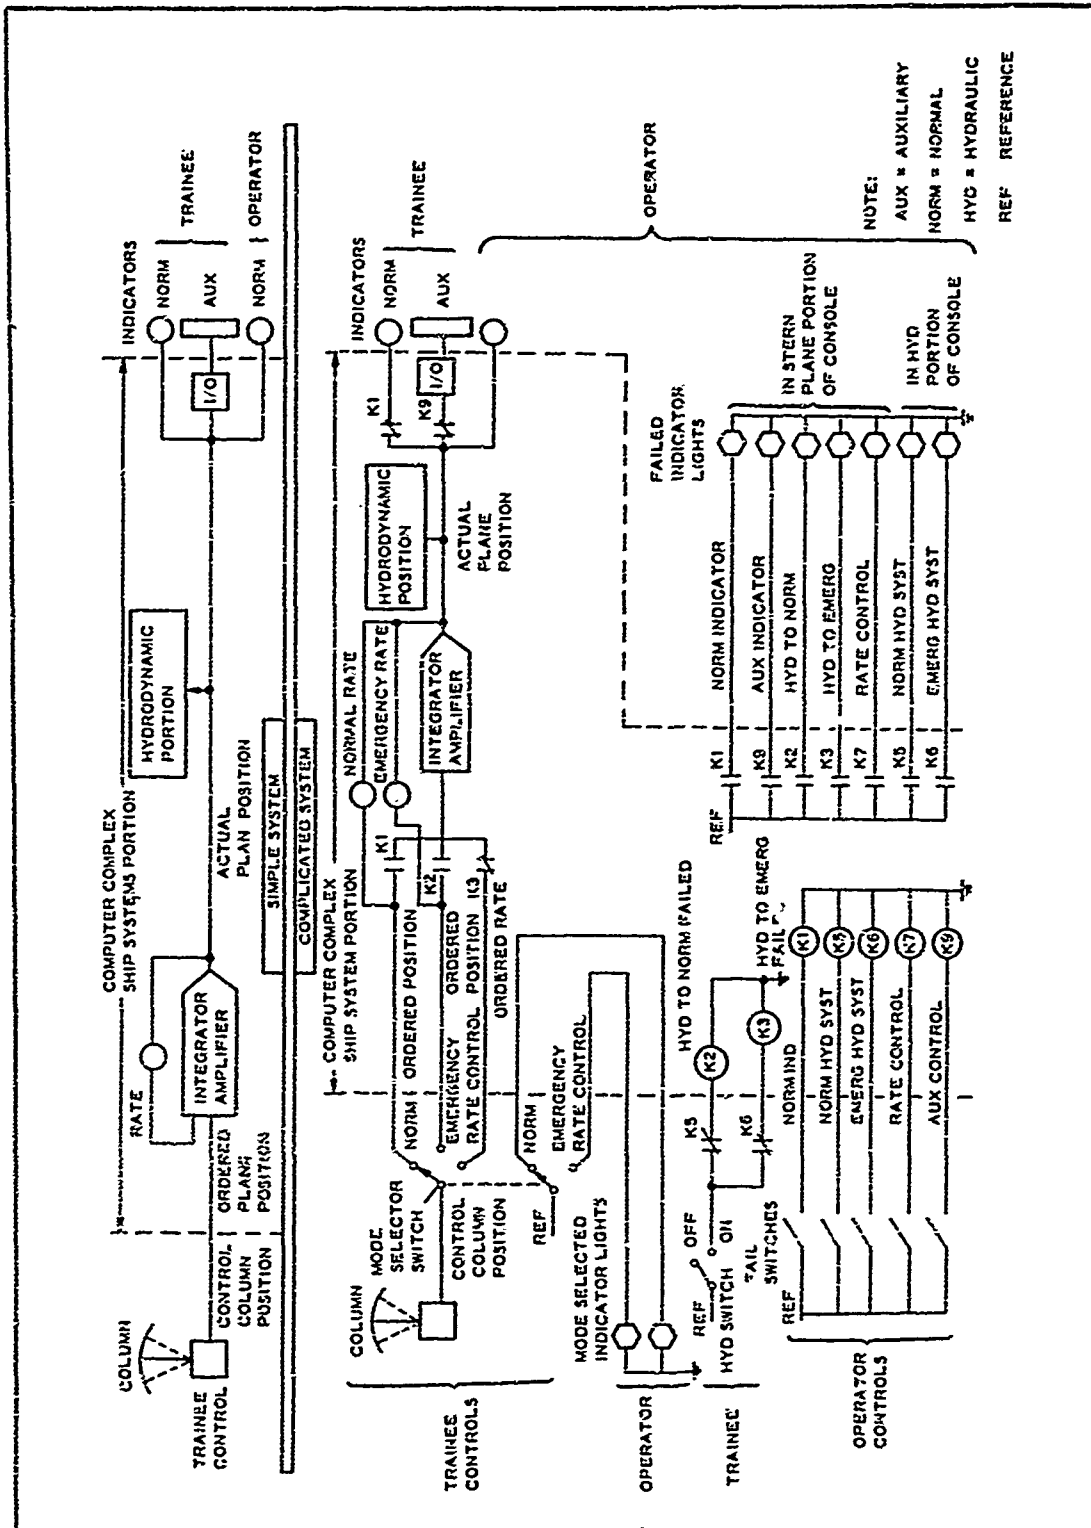 COMPUTER COMPLEX
SHIP SYSTEMS PORTION
COLUMN
TRAINEE
CONTROL
CONTROL
COLUMN
POSITION
ORDERED
PLANE
POSITION
RATE
INTEGRATOR
AMPLIFIER
ACTUAL
PLAN POSITION
HYDRODYNAMIC
PORTION
I/O
INDICATORS
NORM
AUX
NORM
TRAINEE
OPERATOR
SIMPLE SYSTEM
COMPLICATED SYSTEM
COMPUTER COMPLEX
SHIP SYSTEM PORTION
COLUMN
TRAINEE
CONTROLS
MODE
SELECTOR
SWITCH
CONTROL
COLUMN
POSITION
NORM
ORDERED POSITION
EMERGENCY
ORDERED
POSITION
RATE CONTROL
ORDERED RATE
K1
K2
K3
NORMAL RATE
EMERGENCY RATE
INTEGRATOR
AMPLIFIER
HYDRODYNAMIC
POSITION
ACTUAL
PLANE
POSITION
K1
K9
I/O
INDICATORS
NORM
AUX
TRAINEE
OPERATOR
REF
NORM
EMERGENCY
RATE CONTROL
MODE SELECTED
INDICATOR LIGHTS
OPERATOR
TRAINEE
REF
OFF
ON
HYD SWITCH
K5
K6
K2
K3
HYD TO NORM FAILED
HYD TO EMERG
OPERATOR
CONTROLS
REF
SWITCHES
NORM IND
K1
NORM HYD SYST
K5
EMERG HYD SYST
K6
RATE CONTROL
K7
AUX CONTROL
K9
FAILED
INDICATOR
LIGHTS
REF
K1
NORM INDICATOR
K9
AUX INDICATOR
K2
HYD TO NORM
K3
HYD TO EMERG
K7
RATE CONTROL
K5
NORM HYD SYST
K6
EMERG HYD SYST
IN STERN
PLANE PORTION
OF CONSOLE
IN HYD
PORTION
OF CONSOLE
NOTE:
AUX = AUXILIARY
NORM = NORMAL
HYD = HYDRAULIC
REF REFERENCE